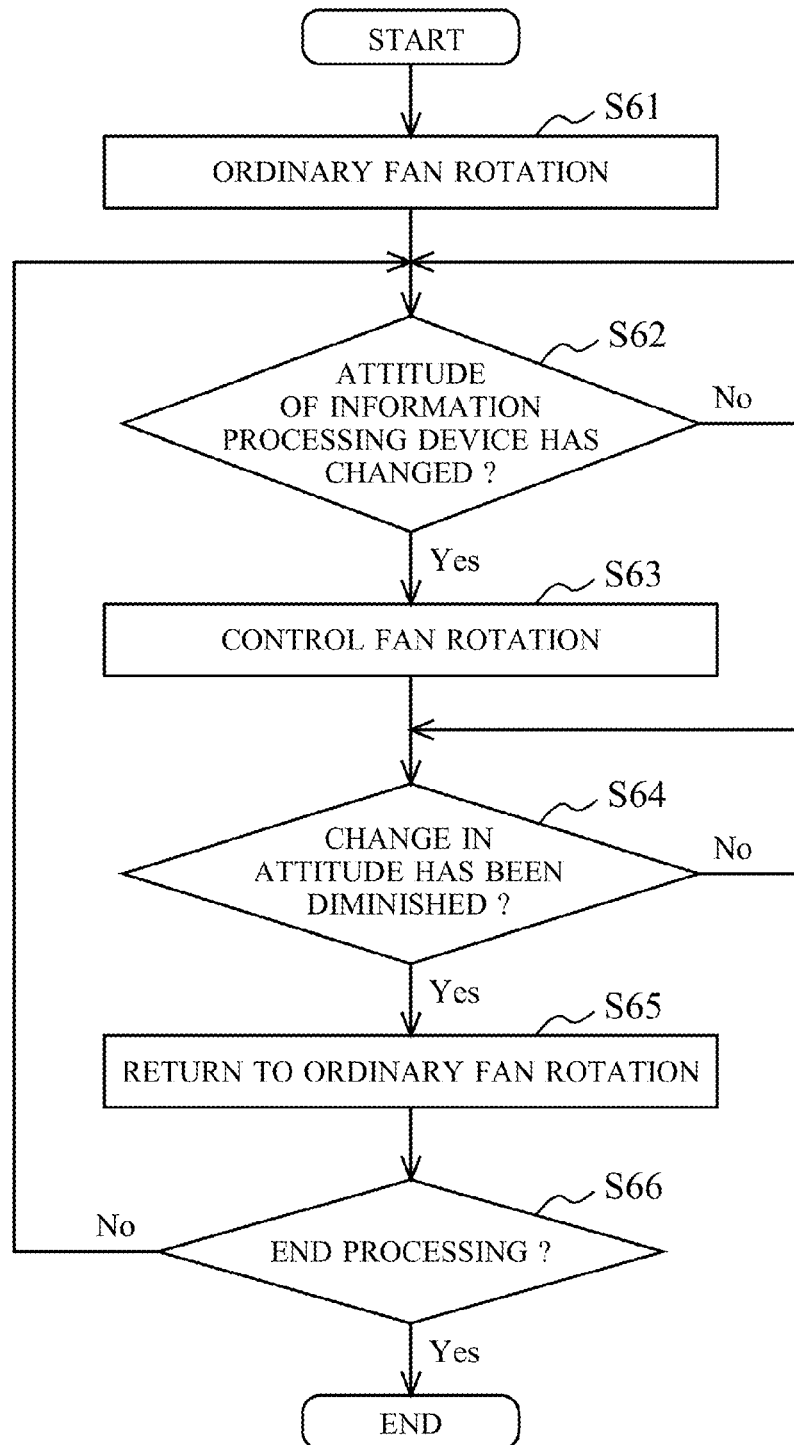 START
S61
ORDINARY FAN ROTATION
S62
ATTITUDE
OF INFORMATION
PROCESSING DEVICE HAS
CHANGED ?
No
Yes
S63
CONTROL FAN ROTATION
S64
CHANGE IN
ATTITUDE HAS BEEN
DIMINISHED ?
No
Yes
S65
RETURN TO ORDINARY FAN ROTATION
S66
No
END PROCESSING ?
Yes
END